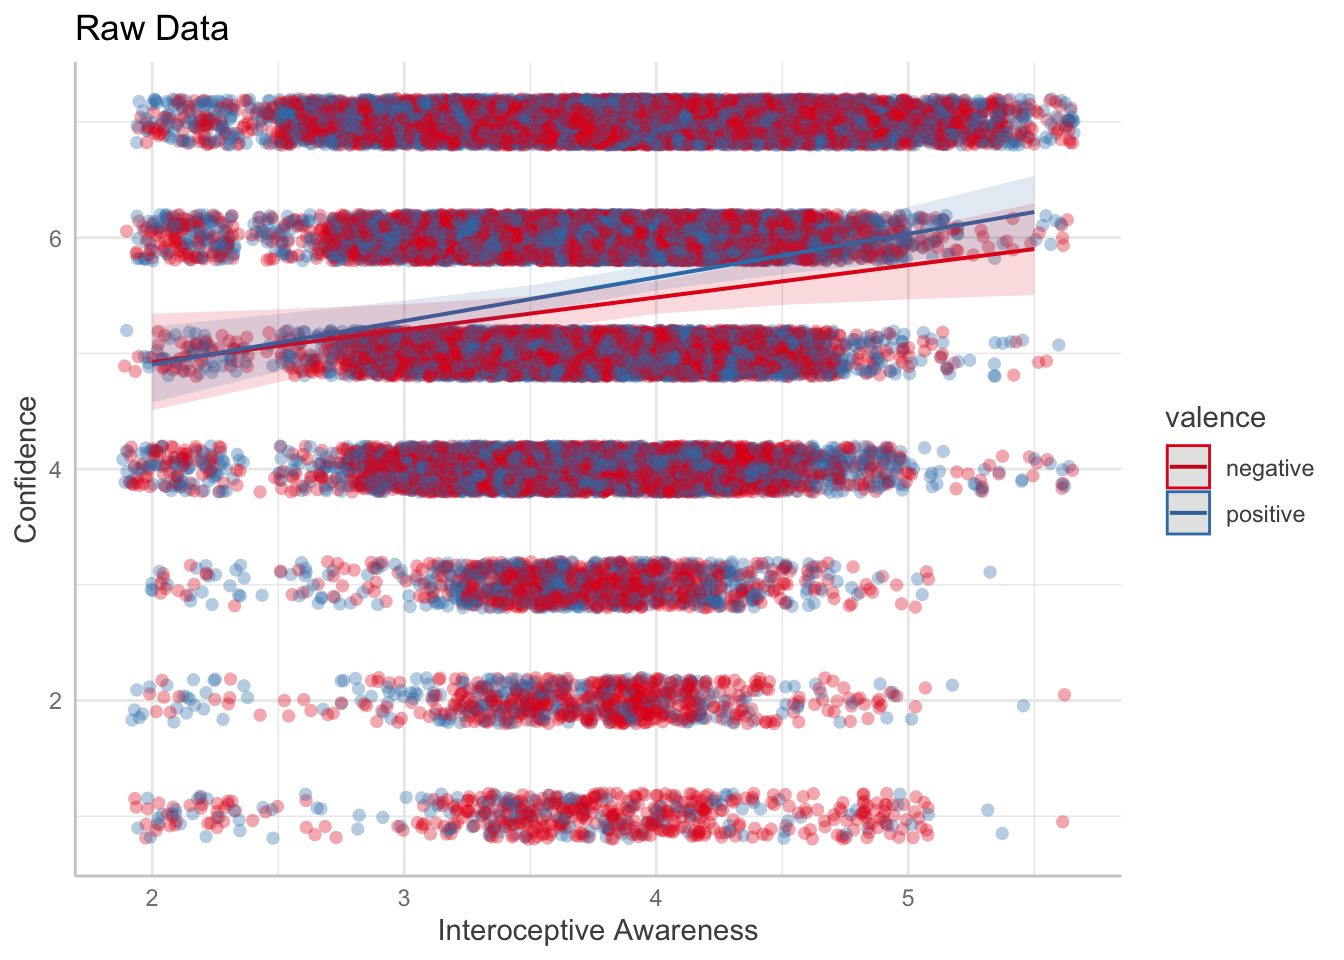 Raw Data
6
4
2
Confidence
2 3 4 5
Interoceptive Awareness
valence
negative
positive